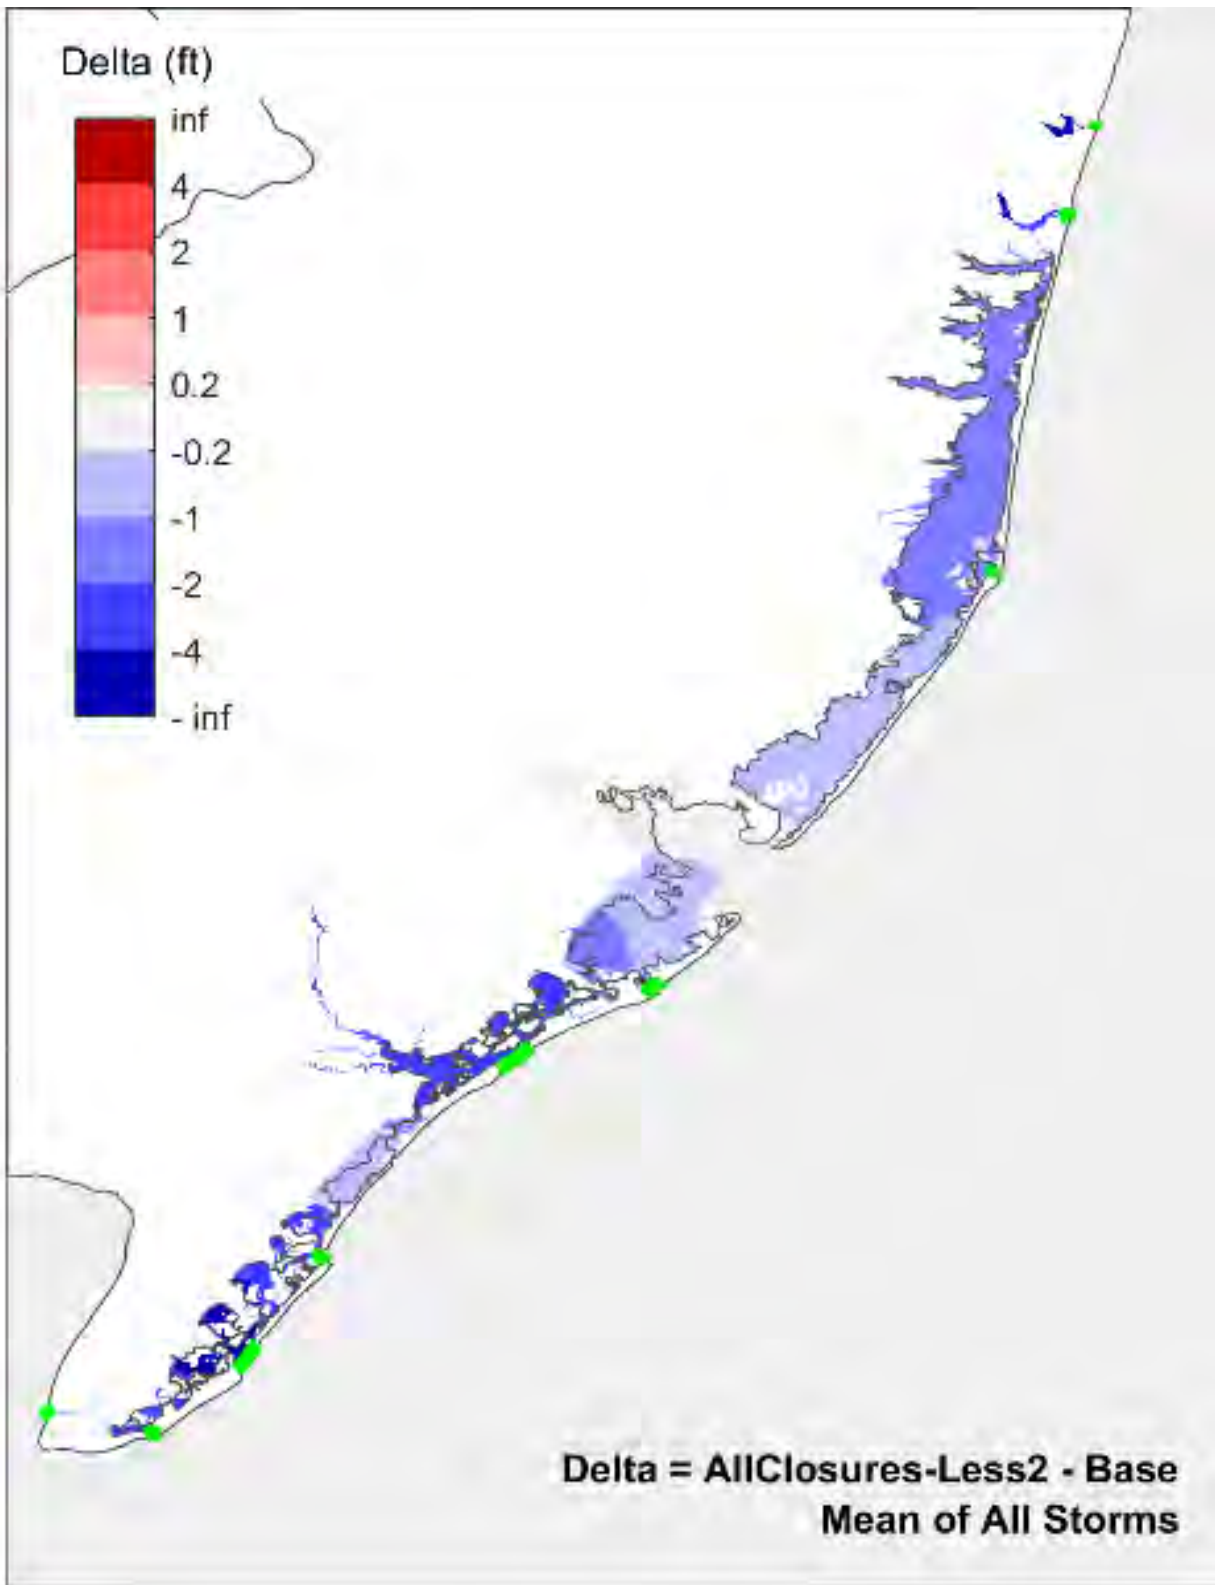 Delta (ft)
inf
4
2
1
0.2
-0.2
-1
-2
-4
- inf
Delta = AllClosures-Less2 - Base
Mean of All Storms